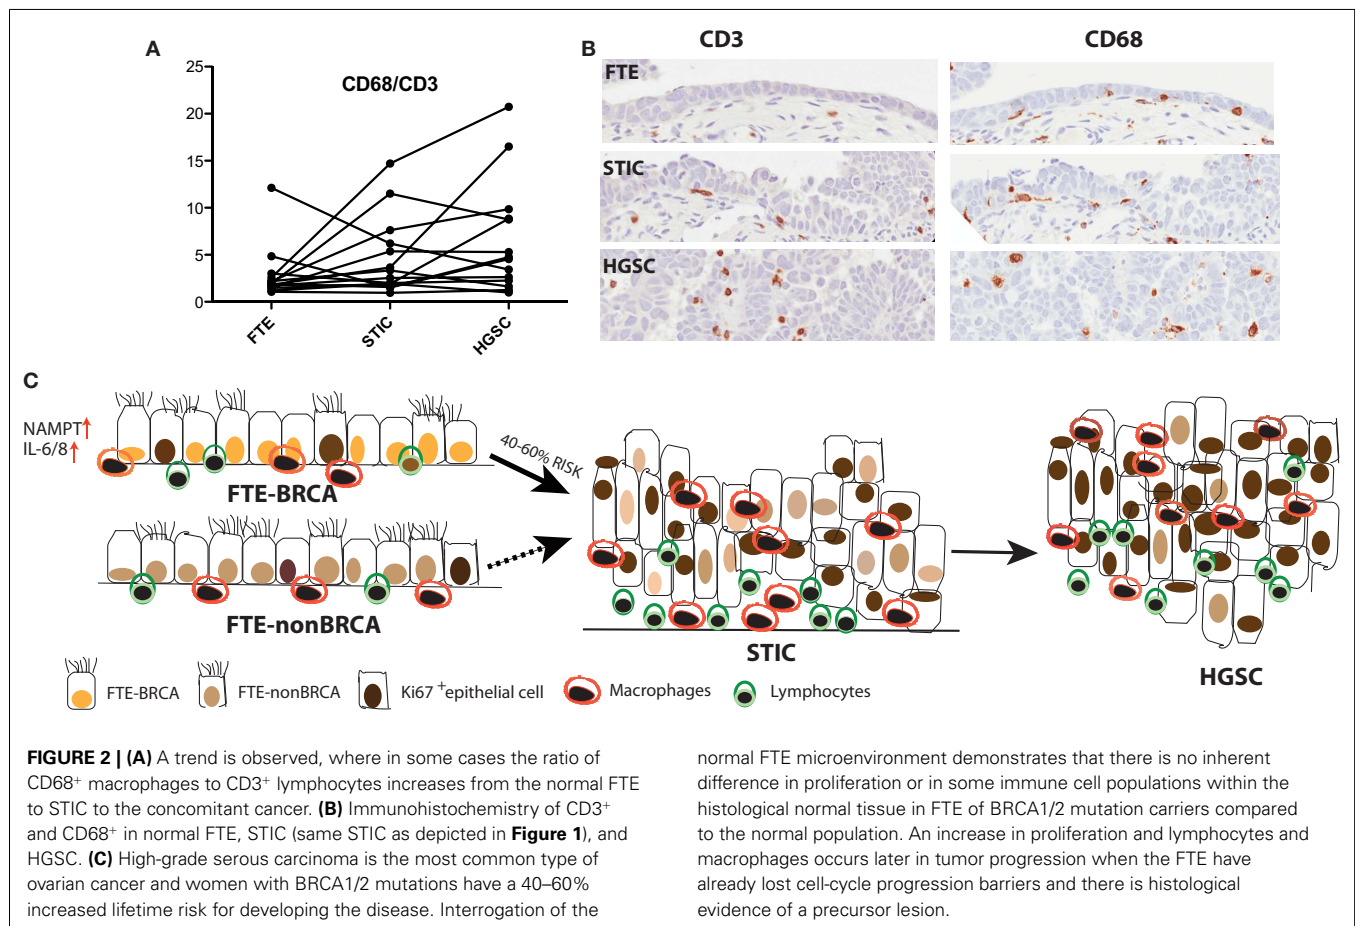 A
CD68/CD3
25
20
15
10
5
0
FTE
STIC
HGSC
B
CD3
CD68
FTE
STIC
HGSC
C
NAMPT↑
IL-6/8↑
FTE-BRCA
40-60% RISK
FTE-nonBRCA
STIC
HGSC
FTE-BRCA
FTE-nonBRCA
Ki67 + epithelial cell
Macrophages
Lymphocytes
FIGURE 2 | (A) A trend is observed, where in some cases the ratio of
CD68+ macrophages to CD3+ lymphocytes increases from the normal FTE
to STIC to the concomitant cancer. (B) Immunohistochemistry of CD3+
and CD68+ in normal FTE, STIC (same STIC as depicted in Figure 1), and
HGSC. (C) High-grade serous carcinoma is the most common type of
ovarian cancer and women with BRCA1/2 mutations have a 40–60%
increased lifetime risk for developing the disease. Interrogation of the
normal FTE microenvironment demonstrates that there is no inherent
difference in proliferation or in some immune cell populations within the
histological normal tissue in FTE of BRCA1/2 mutation carriers compared
to the normal population. An increase in proliferation and lymphocytes and
macrophages occurs later in tumor progression when the FTE have
already lost cell-cycle progression barriers and there is histological
evidence of a precursor lesion.